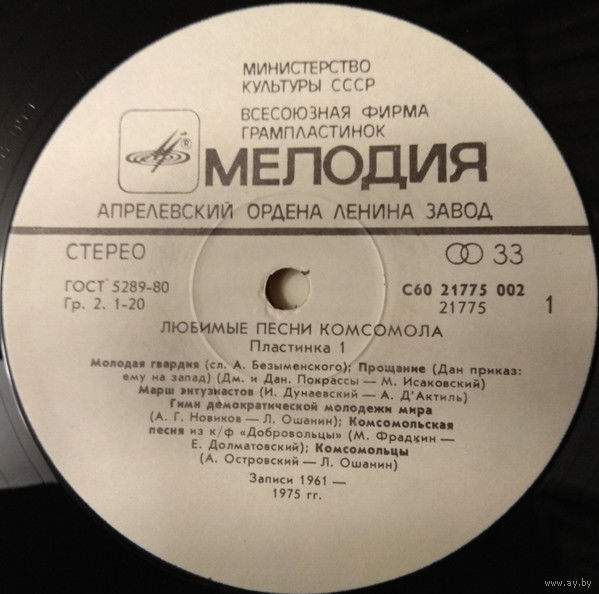 МИНИСТЕРСТВО
КУЛЬТУРЫ СССР
ВСЕСОЮЗНАЯ ФИРМА
ГРАМПЛАСТИНОК
®
МЕЛОДИЯ
АПРЕЛЕВСКИЙ ОРДЕНА ЛЕНИНА ЗАВОД
СТЕРЕО
33
ГОСТ 5289-80
Гр. 2. 1-20
С60 21775 002
21775
1
ЛЮБИМЫЕ ПЕСНИ КОМСОМОЛА
Пластинка 1
Молодая гвардия (сл. А. Безыменского); Прощание (Дан приказ:
ему на запад) (Дм. и Дан. Покрассы — М. Исаковский)
Марш энтузиастов (И. Дунаевский — А. Д'Актиль)
Гимн демократической молодежи мира
(А. Г. Новиков — Л. Ошанин); Комсомольская
песня из к/ф «Добровольцы» (М. Фрадкин —
Е. Долматовский); Комсомольцы
(А. Островский — Л. Ошанин)
Записи 1961 —
1975 гг.
www.ay.by